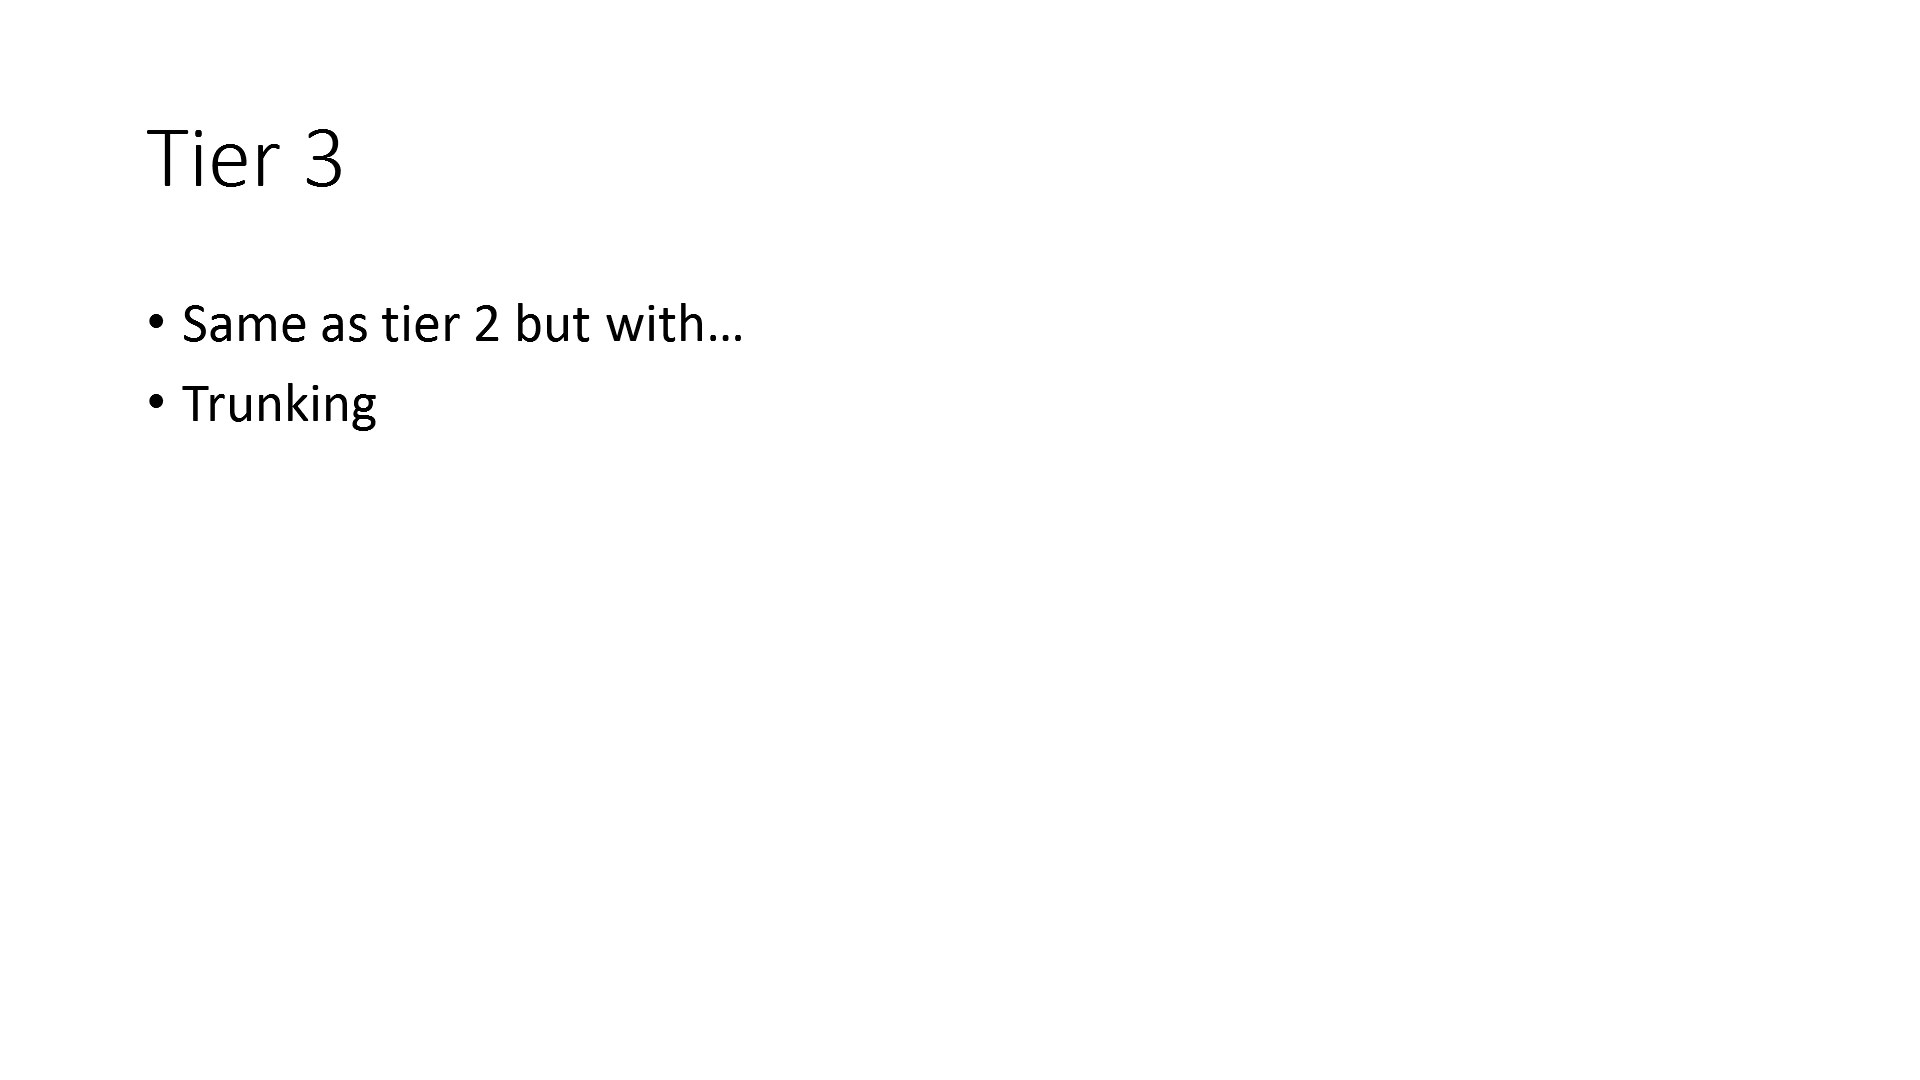 Tier 3
• Same as tier 2 but with…
• Trunking